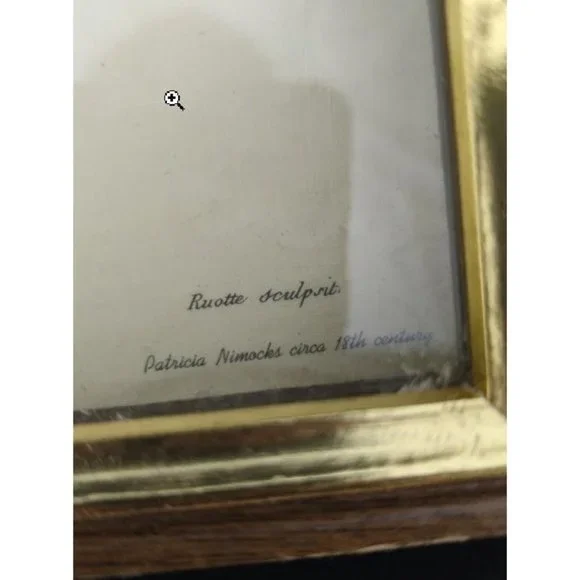 Ruotte sculpsit.
Patricia Nimocks circa 18th century